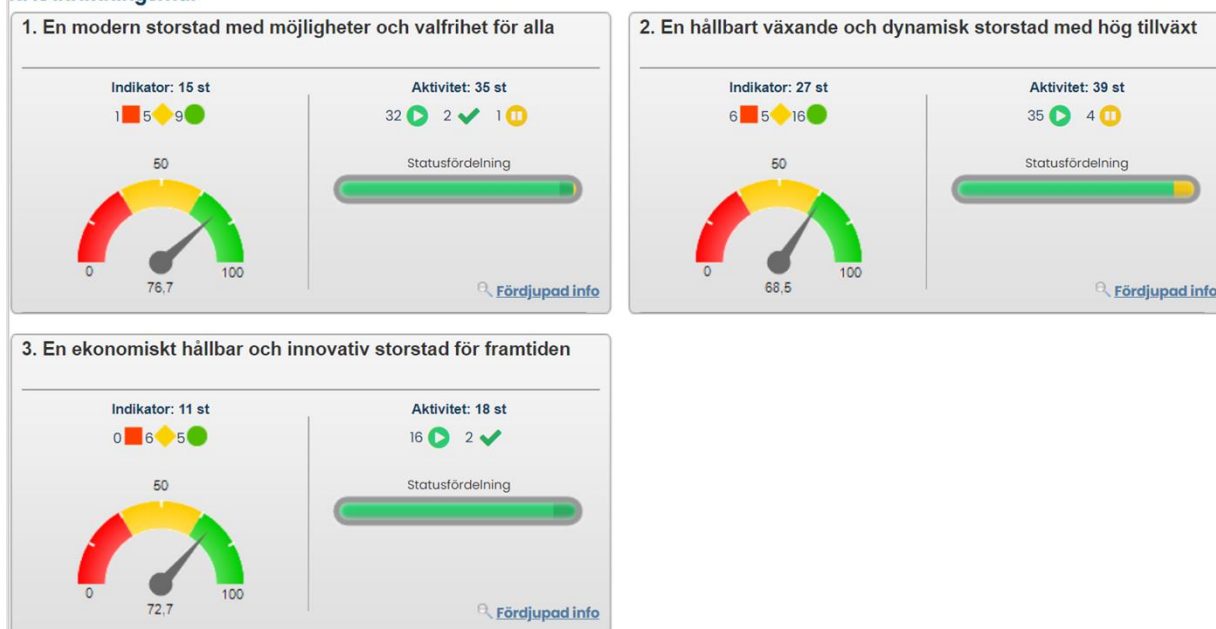 1. En modern storstad med möjligheter och valfrihet för alla
Indikator: 15 st
1 5 9
50
0
100
76,7
Aktivitet: 35 st
32 2 1
Statusfördelning
Fördjupad info
2. En hållbart växande och dynamisk storstad med hög tillväxt
Indikator: 27 st
6 5 16
50
0
100
68,5
Aktivitet: 39 st
35 4
Statusfördelning
Fördjupad info
3. En ekonomiskt hållbar och innovativ storstad för framtiden
Indikator: 11 st
0 6 5
50
0
100
72,7
Aktivitet: 18 st
16 2
Statusfördelning
Fördjupad info